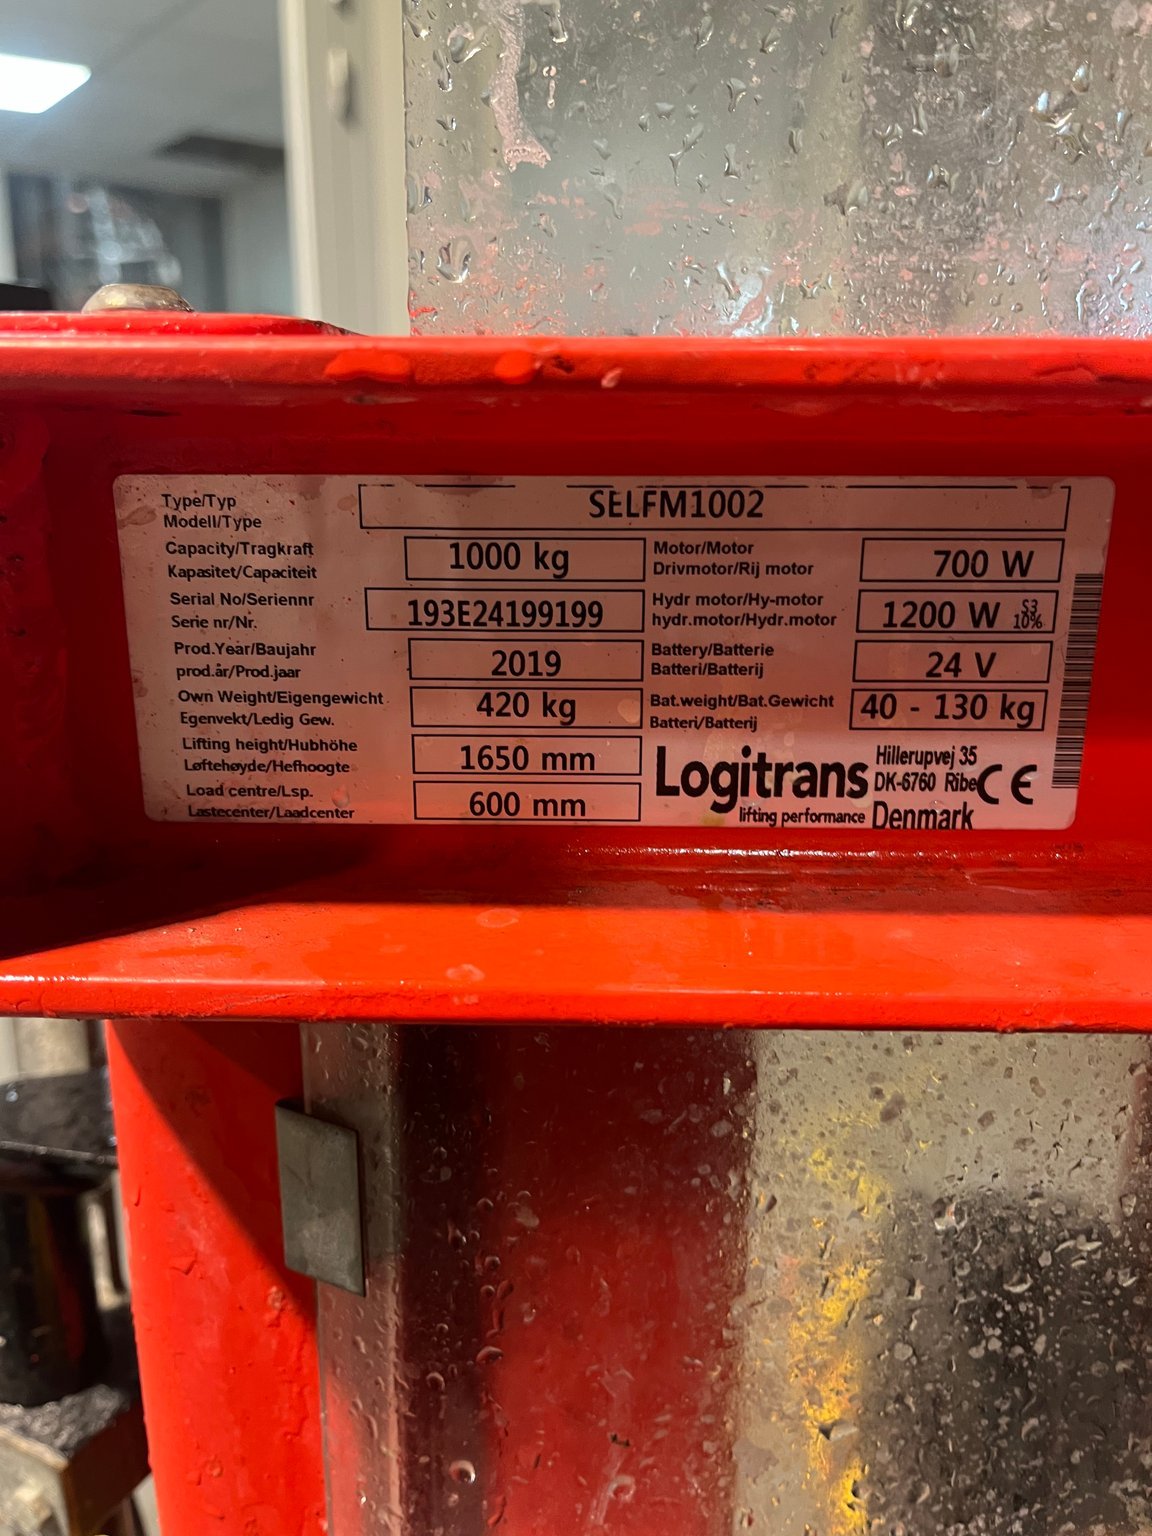 Type/Typ
Modell/Type
SELFM1002
Capacity/Tragkraft
Kapasitet/Capaciteit
1000 kg
Motor/Motor
Drivmotor/Rij motor
700 W
Serial No/Seriennr
Serie nr/Nr.
193E24199199
Hydr motor/Hy-motor
hydr.motor/Hydr.motor
1200 W S3 10%
Prod.Year/Baujahr
prod.år/Prod.jaar
2019
Battery/Batterie
Batteri/Batterij
24 V
Own Weight/Eigengewicht
Egenvekt/Ledig Gew.
420 kg
Bat.weight/Bat.Gewicht
Batteri/Batterij
40 - 130 kg
Lifting height/Hubhöhe
Løftehøyde/Hefhoogte
1650 mm
Load centre/Lsp.
Lastecenter/Laadcenter
600 mm
Logitrans
lifting performance
Hillerupvej 35
DK-6760 Ribe
Denmark
CE